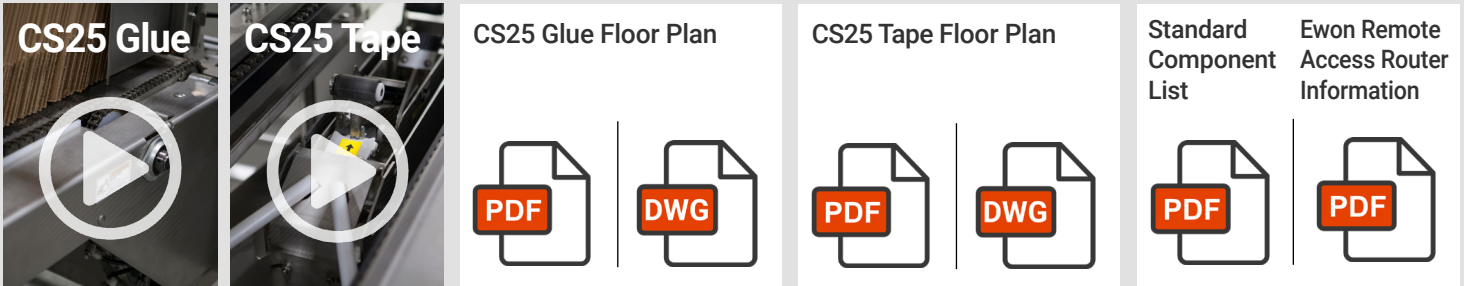 CS25 Glue
CS25 Tape
CS25 Glue Floor Plan
PDF
DWG
CS25 Tape Floor Plan
PDF
DWG
Standard
Component
List
PDF
Ewon Remote
Access Router
Information
PDF